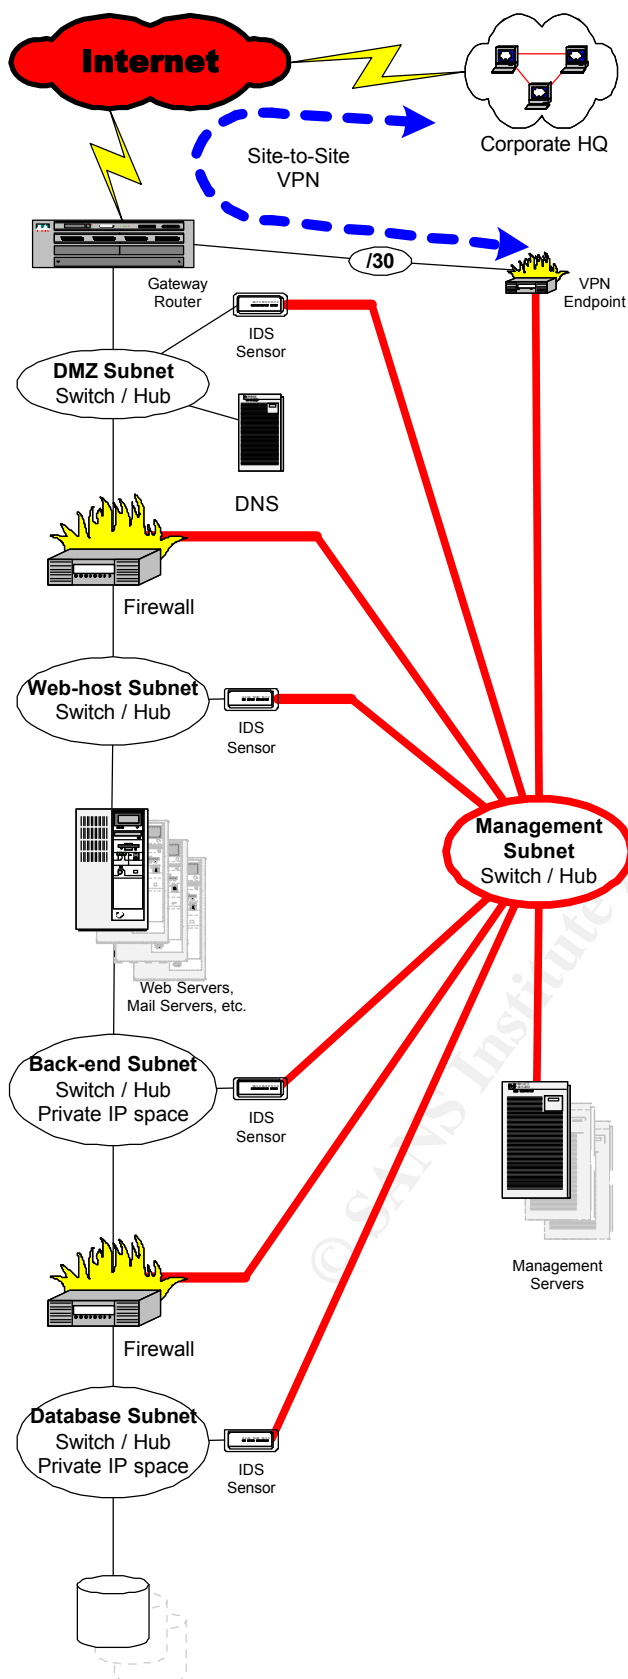 Internet
Corporate HQ
Site-to-Site
VPN
/30
Gateway
Router
VPN
Endpoint
IDS
Sensor
DMZ Subnet
Switch / Hub
DNS
Firewall
Web-host Subnet
Switch / Hub
IDS
Sensor
Management
Subnet
Switch / Hub
Web Servers,
Mail Servers, etc.
Back-end Subnet
Switch / Hub
Private IP space
IDS
Sensor
Management
Servers
Firewall
Database Subnet
Switch / Hub
Private IP space
IDS
Sensor
© SANS Institute